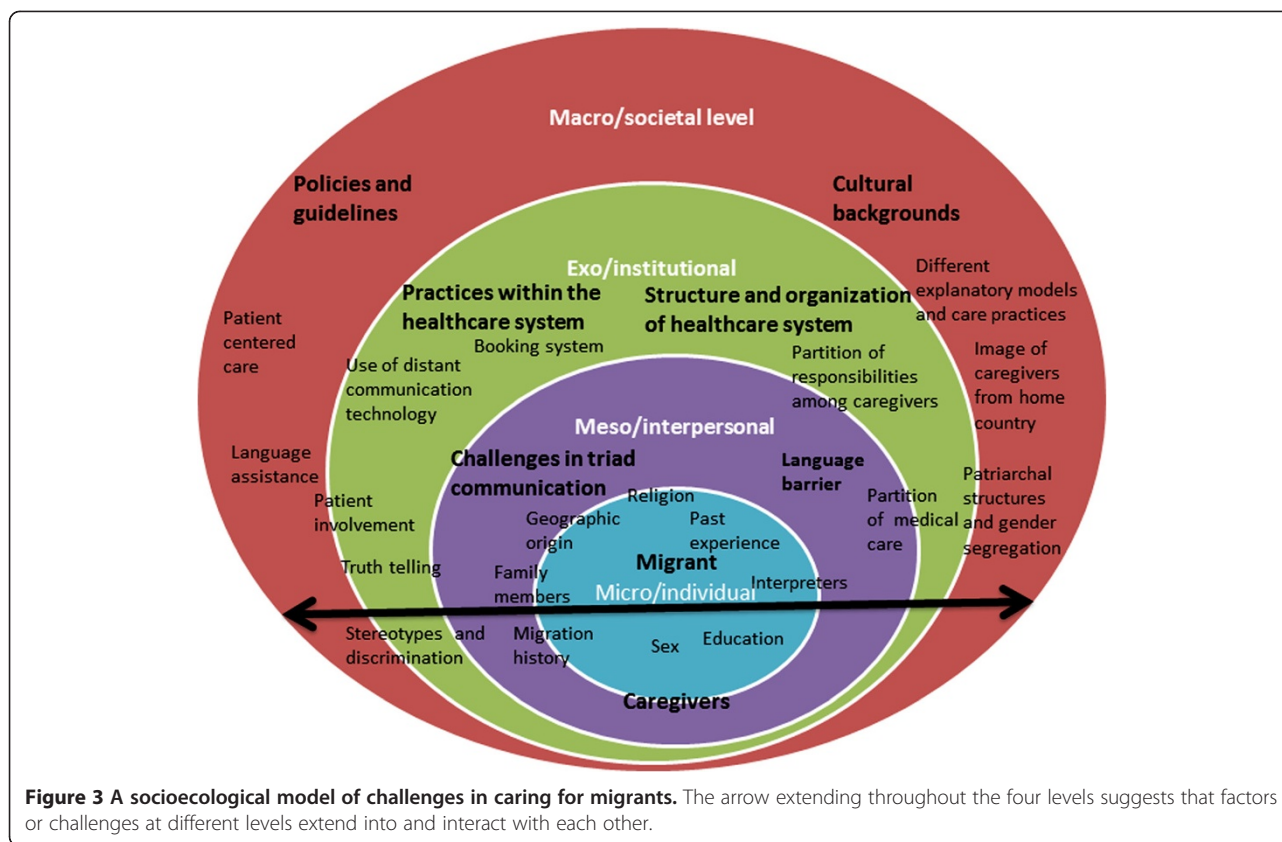 Macro/societal level
Policies and
guidelines
Cultural
backgrounds
Exo/institutional
Different
explanatory models
and care practices
Practices within the
healthcare system
Structure and organization
of healthcare system
Patient
centered
care
Booking system
Use of distant
communication
technology
Partition of
responsibilities
among caregivers
Image of
caregivers
from home
country
Meso/interpersonal
Language
assistance
Challenges in triad
communication
Language
barrier
Patriarchal
structures
and gender
segregation
Patient
involvement
Religion
Geographic
origin
Past
experience
Partition
of medical
care
Truth telling
Family
members
Migrant
Micro/individual
Interpreters
Stereotypes and
discrimination
Migration
history
Sex
Education
Caregivers
Figure 3 A socioecological model of challenges in caring for migrants. The arrow extending throughout the four levels suggests that factors
or challenges at different levels extend into and interact with each other.